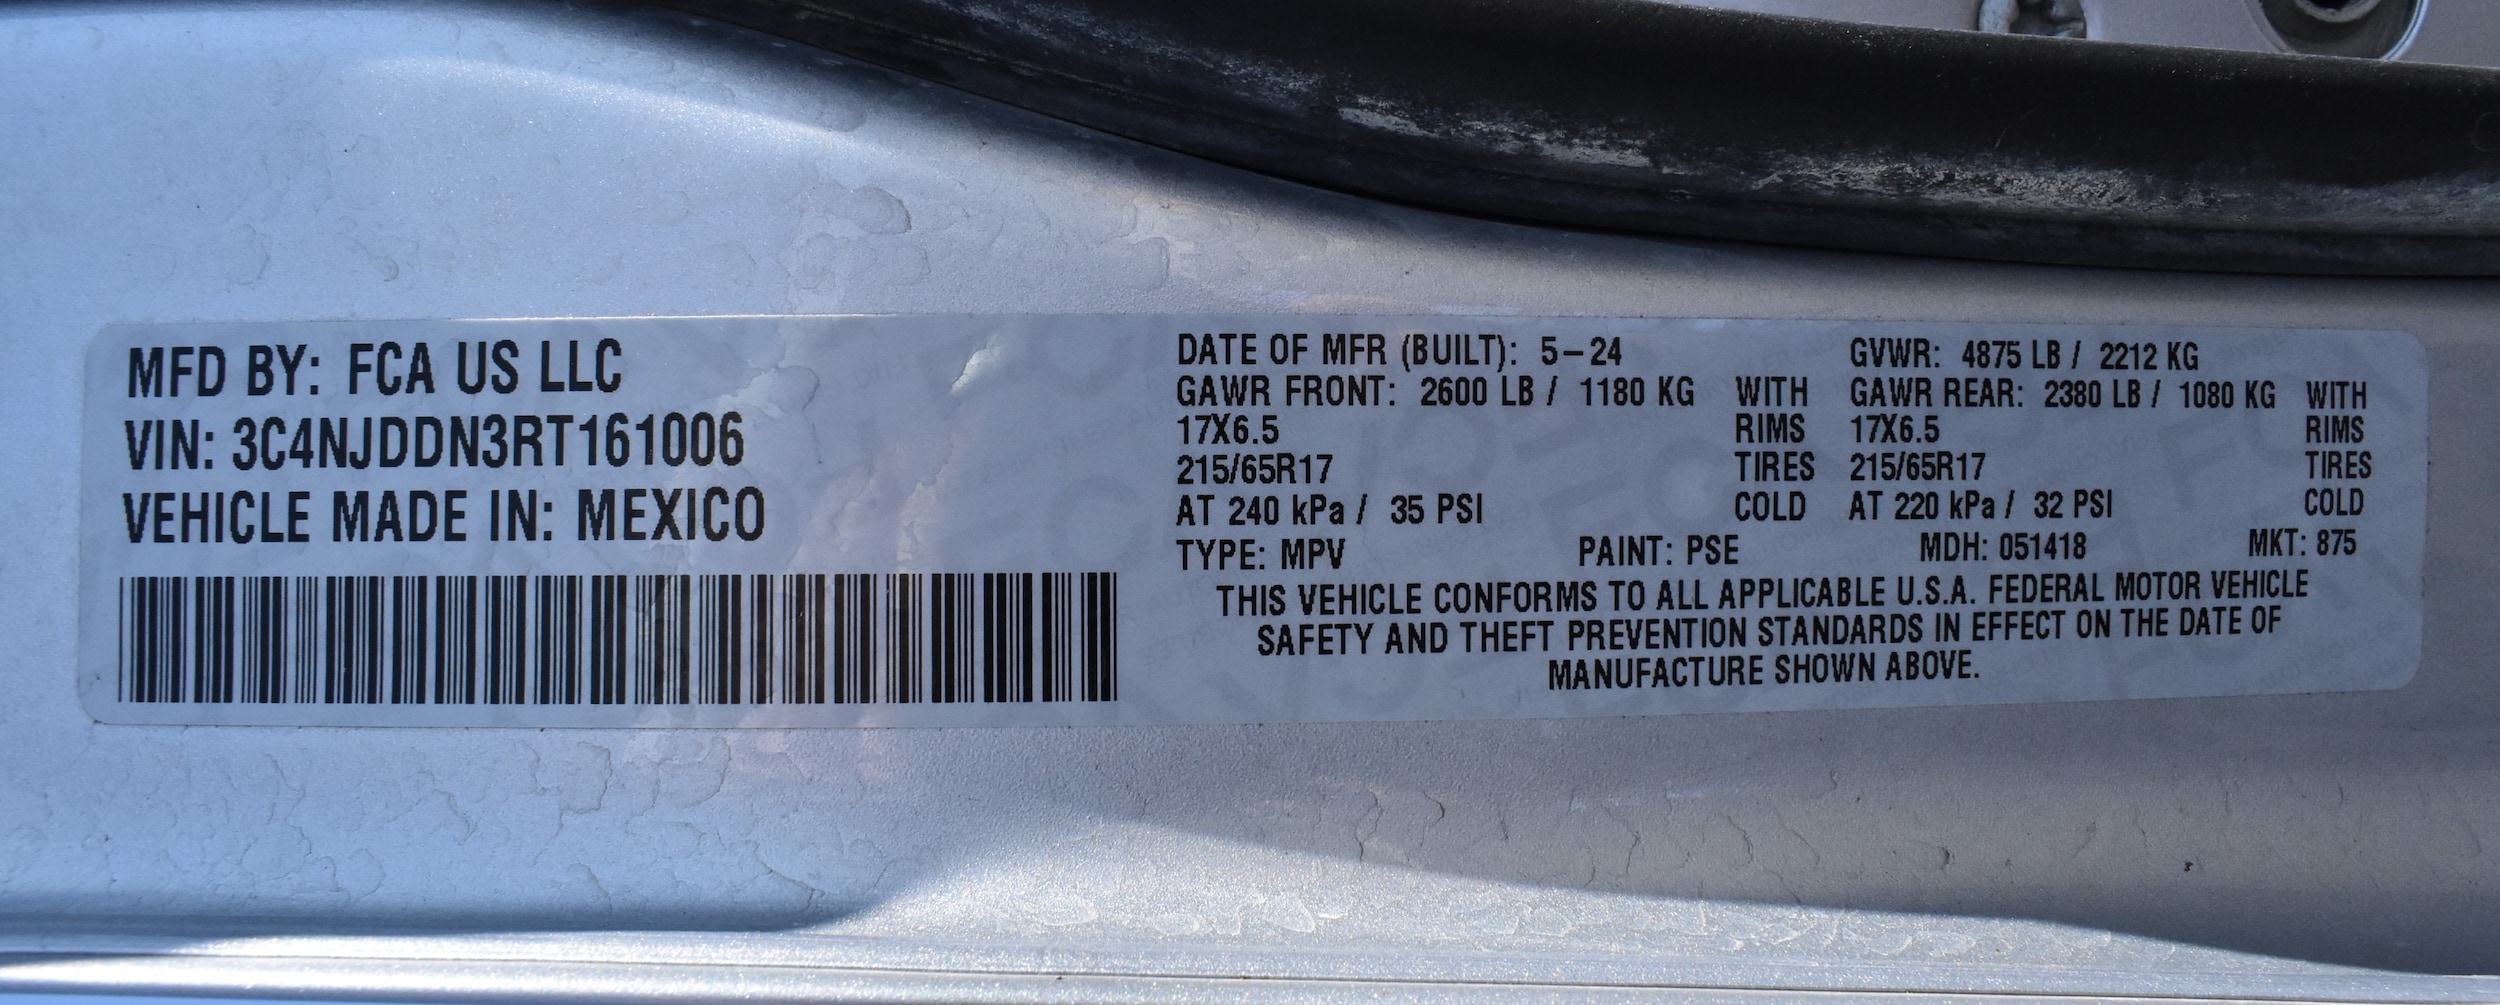 MFD BY: FCA US LLC
VIN: 3C4NJDDN3RT161006
VEHICLE MADE IN: MEXICO
DATE OF MFR (BUILT): 5-24 GVWR: 4875 LB / 2212 KG
GAWR FRONT: 2600 LB / 1180 KG WITH GAWR REAR: 2380 LB / 1080 KG WITH
17X6.5 RIMS 17X6.5 RIMS
215/65R17 TIRES 215/65R17 TIRES
AT 240 kPa / 35 PSI COLD AT 220 kPa / 32 PSI COLD
TYPE: MPV PAINT: PSE MDH: 051418 MKT: 875
THIS VEHICLE CONFORMS TO ALL APPLICABLE U.S.A. FEDERAL MOTOR VEHICLE
SAFETY AND THEFT PREVENTION STANDARDS IN EFFECT ON THE DATE OF
MANUFACTURE SHOWN ABOVE.